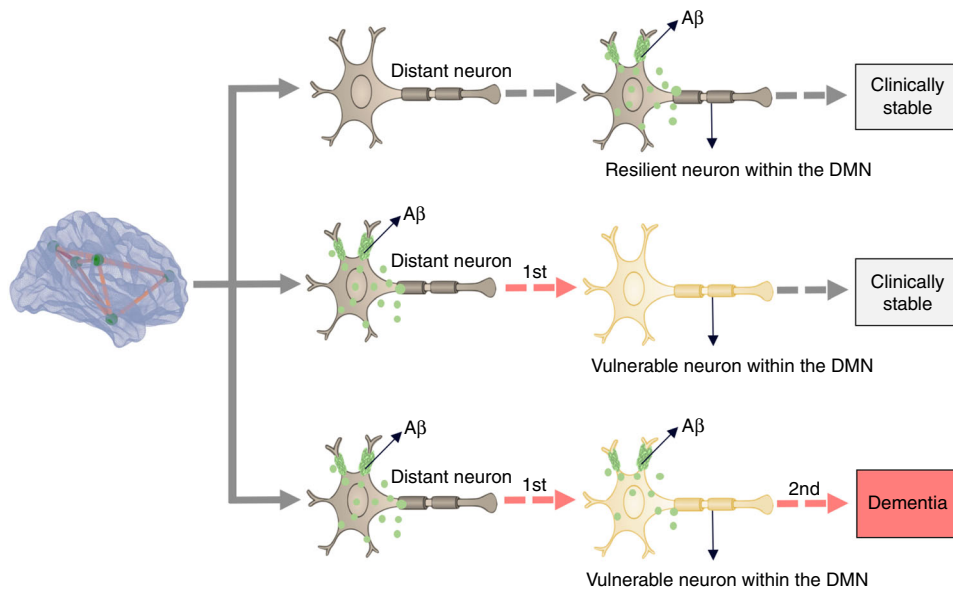 Aβ
Distant neuron
Clinically
stable
Resilient neuron within the DMN
Aβ
Distant neuron
1st
Clinically
stable
Vulnerable neuron within the DMN
Aβ
Aβ
Distant neuron
1st
2nd
Dementia
Vulnerable neuron within the DMN